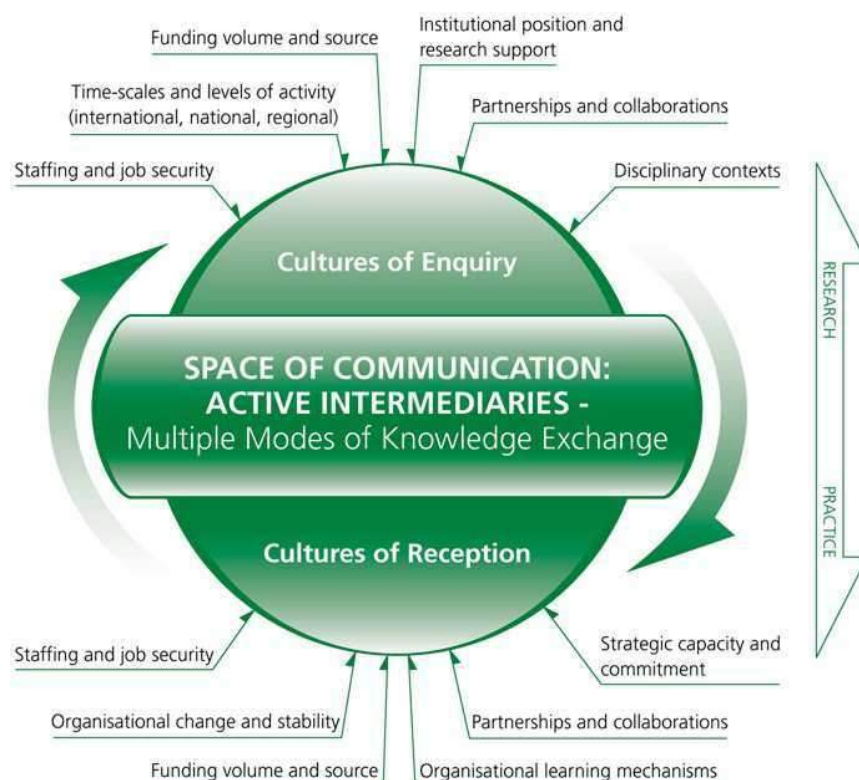 Funding volume and source
Institutional position and
research support
Time-scales and levels of activity
(international, national, regional)
Partnerships and collaborations
Staffing and job security
Disciplinary contexts
Cultures of Enquiry
RESEARCH
SPACE OF COMMUNICATION:
ACTIVE INTERMEDIARIES -
Multiple Modes of Knowledge Exchange
PRACTICE
Cultures of Reception
Staffing and job security
Strategic capacity and
commitment
Organisational change and stability
Partnerships and collaborations
Funding volume and source
Organisational learning mechanisms